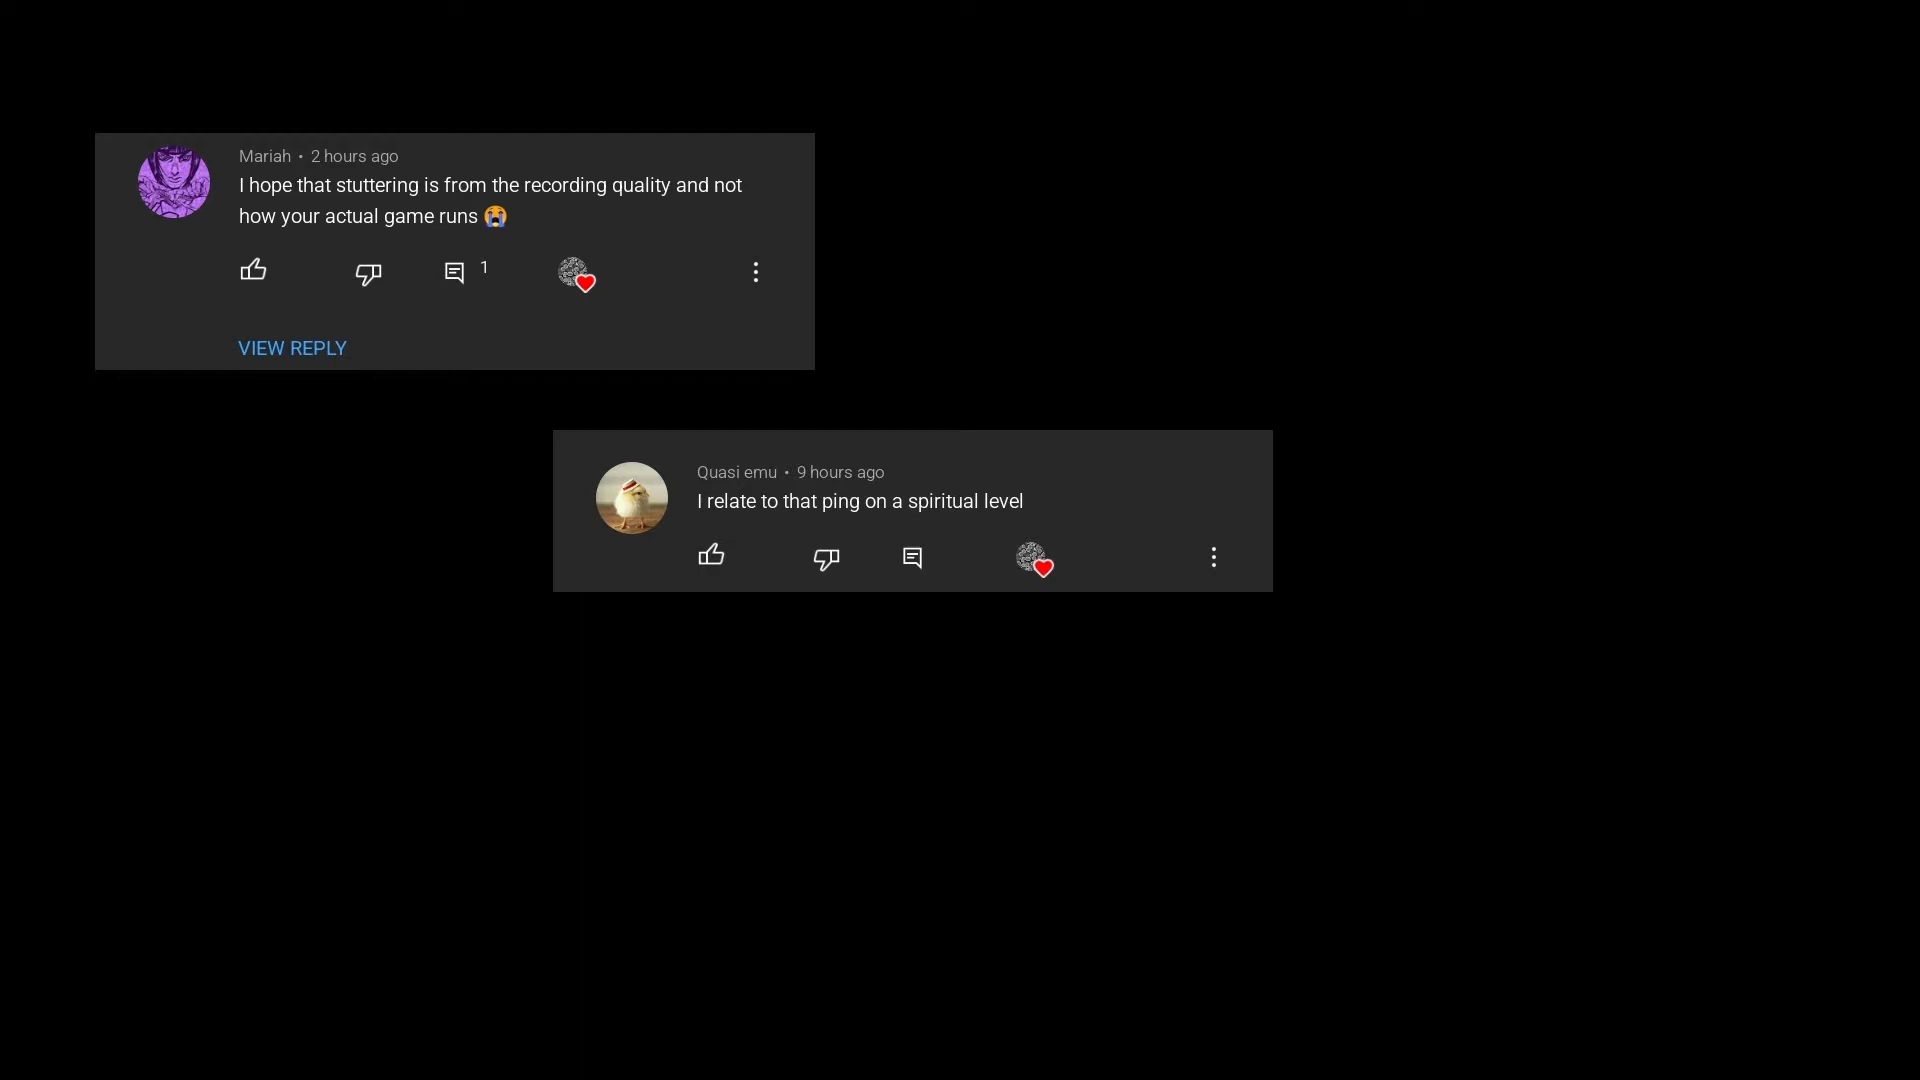 Mariah • 2 hours ago
I hope that stuttering is from the recording quality and not
how your actual game runs 😭
1
VIEW REPLY
Quasi emu • 9 hours ago
I relate to that ping on a spiritual level